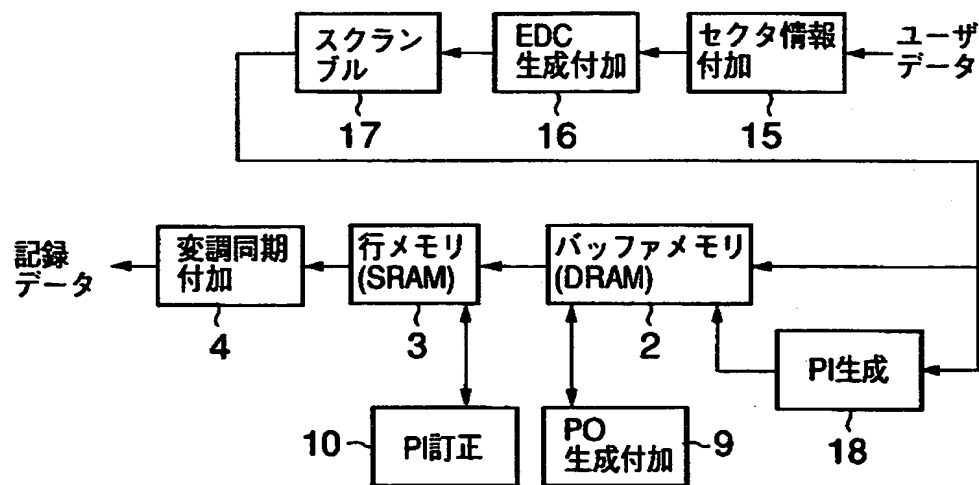 スクラン
ブル
17
EDC
生成付加
16
セクタ情報
付加
15
ユーザ
データ
記録
データ
変調同期
付加
4
行メモリ
(SRAM)
3
バッファメモリ
(DRAM)
2
PI生成
18
10
PI訂正
PO
生成付加
9